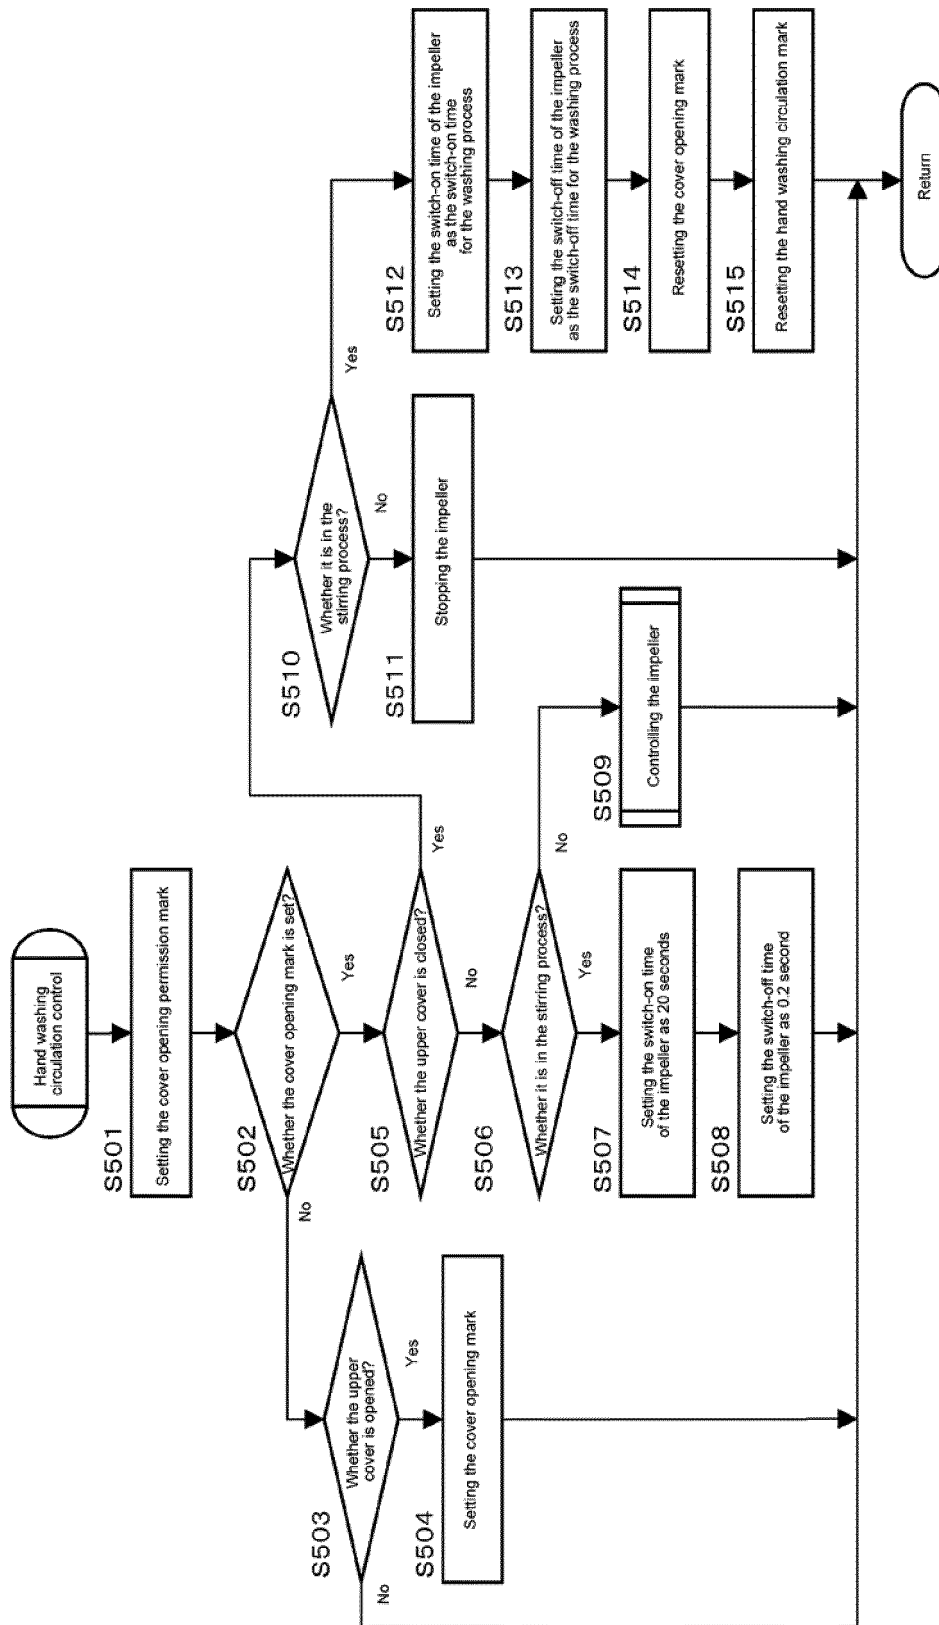 Hand washing
circulation control
S501
Setting the cover opening permission mark
S502
Whether the cover opening mark is set?
No
Yes
S503
Whether the upper
cover is opened?
No
Yes
S504
Setting the cover opening mark
S505
Whether the upper cover is closed?
Yes
No
S506
Whether it is in the stirring process?
No
Yes
S507
Setting the switch-on time
of the impeller as 20 seconds
S508
Setting the switch-off time
of the impeller as 0.2 second
S509
Controlling the impeller
S510
Whether it is in the
stirring process?
Yes
No
S511
Stopping the impeller
S512
Setting the switch-on time of the impeller
as the switch-on time
for the washing process
S513
Setting the switch-off time of the impeller
as the switch-off time for the washing process
S514
Resetting the cover opening mark
S515
Resetting the hand washing circulation mark
Return